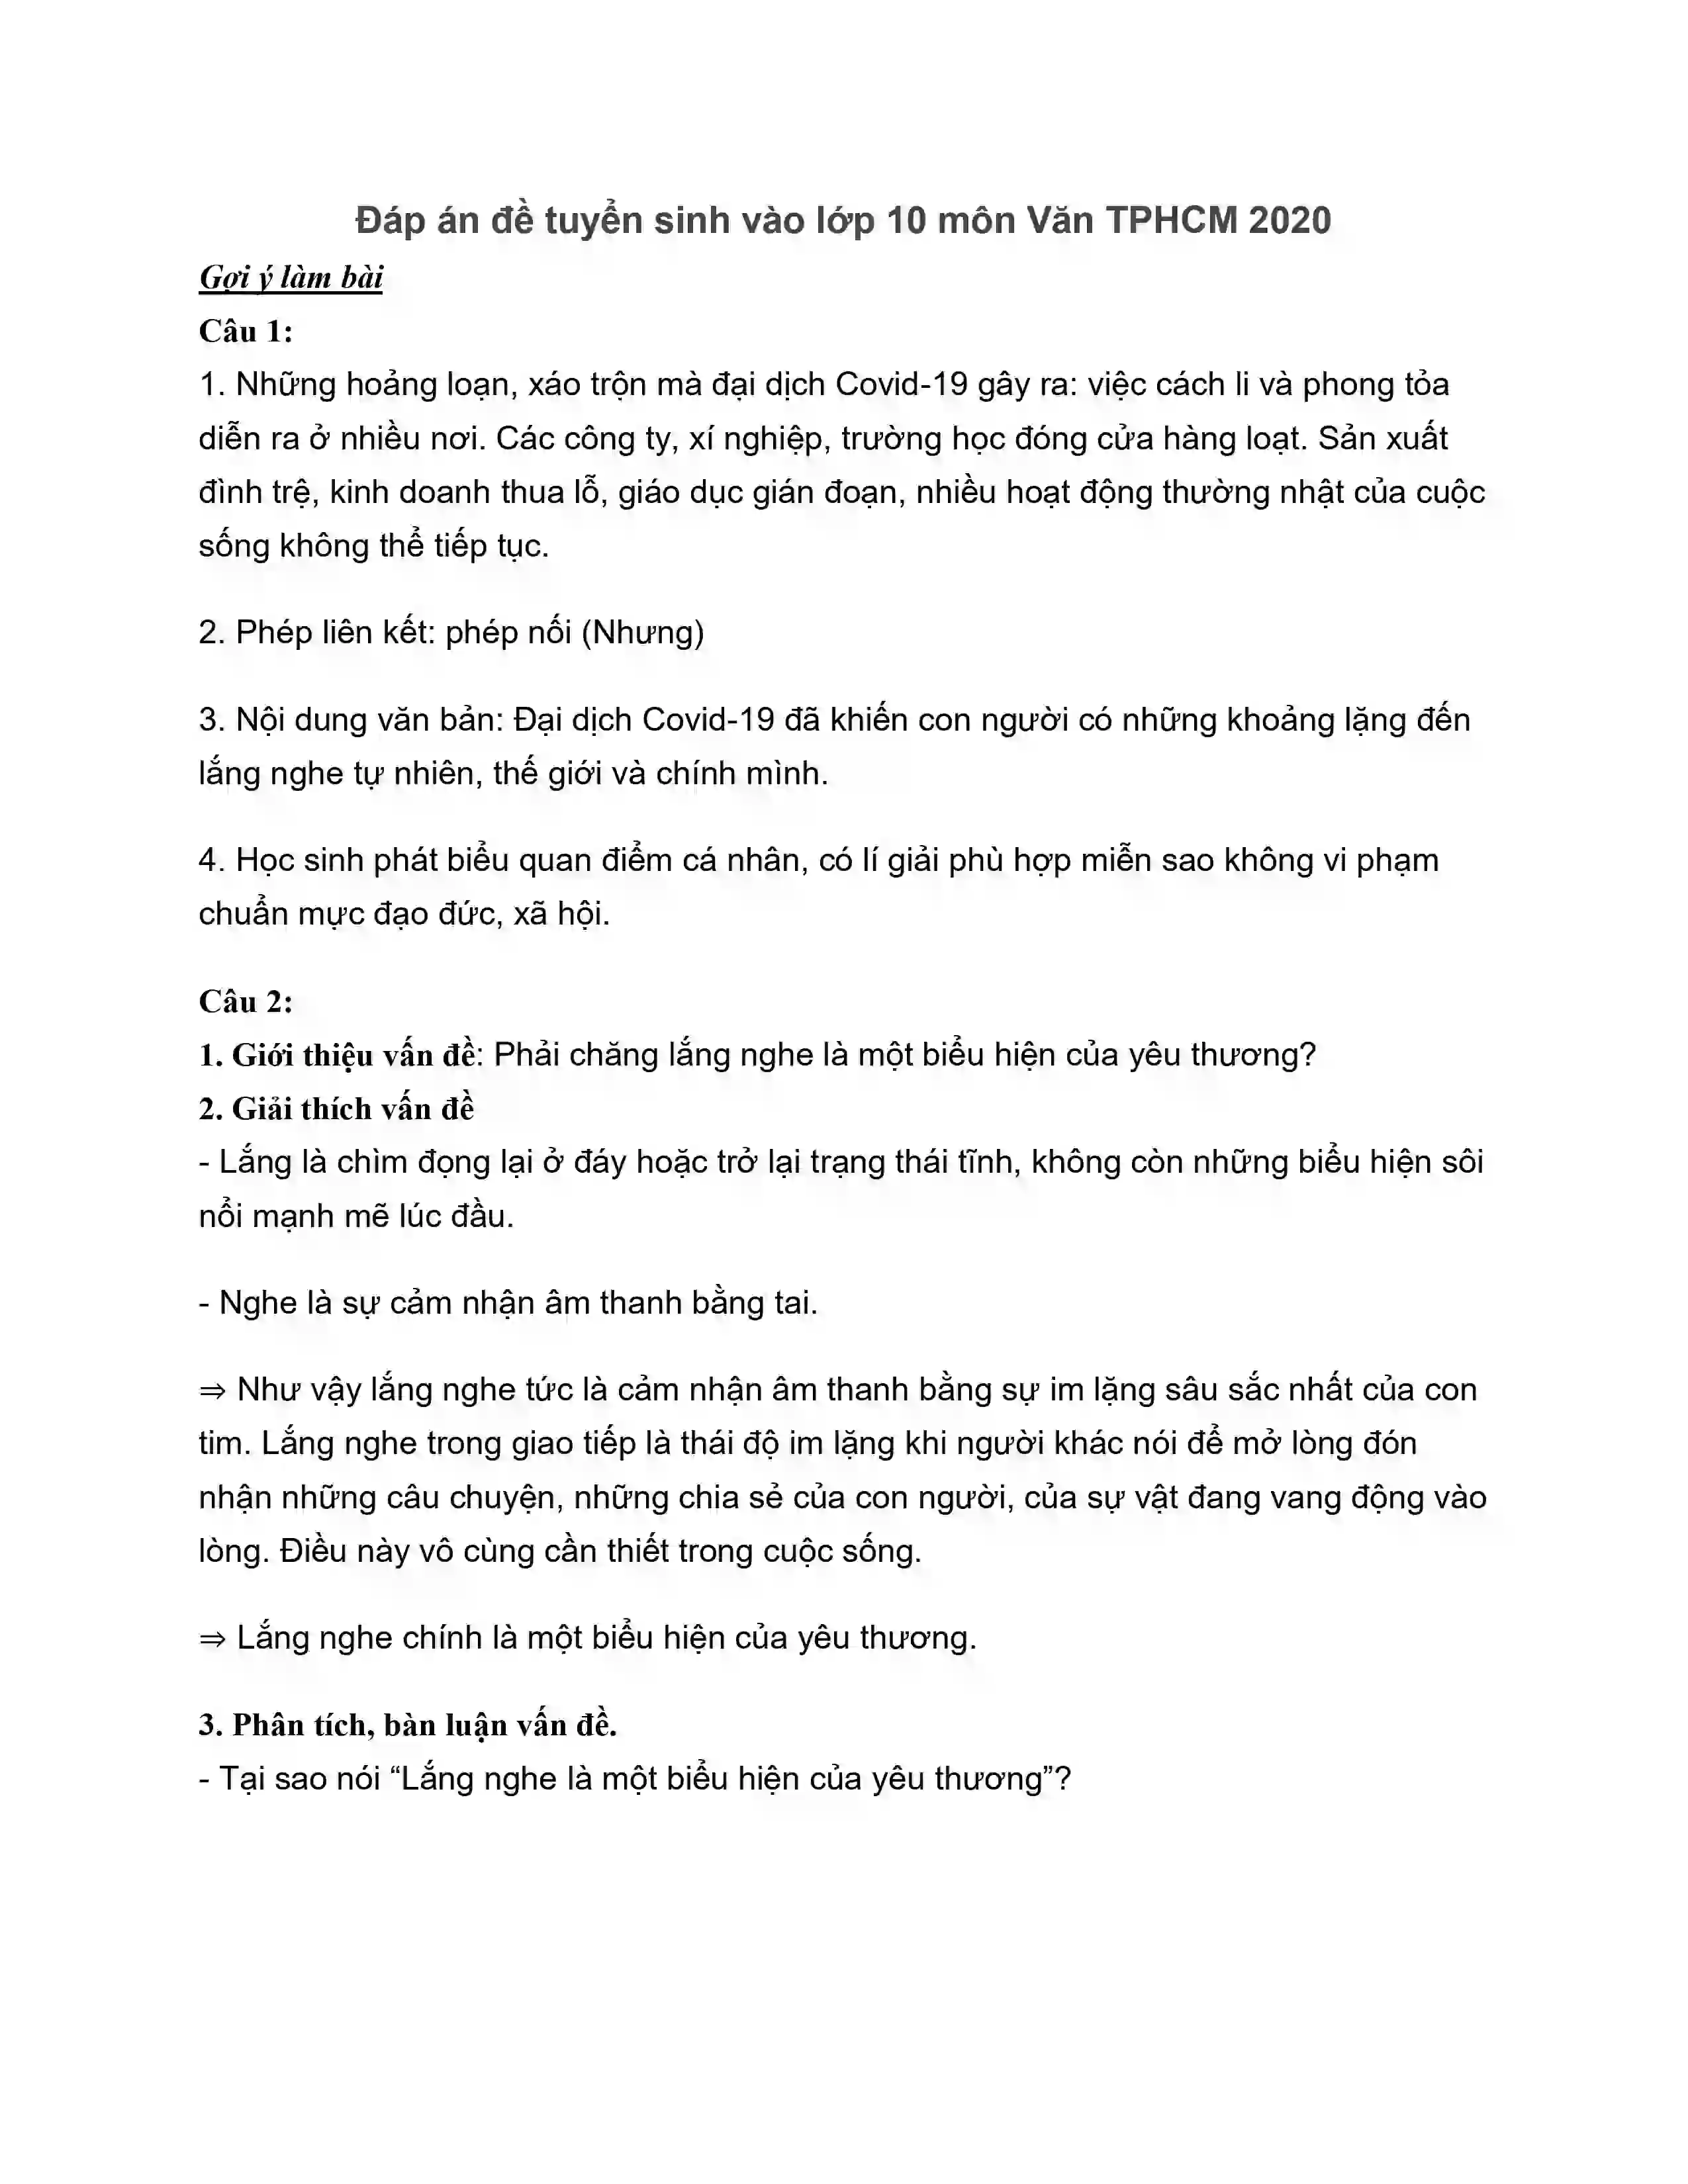 Đáp án đề tuyển sinh vào lớp 10 môn Văn TPHCM 2020
Gợi ý làm bài
Câu 1:
1. Những hoảng loạn, xáo trộn mà đại dịch Covid-19 gây ra: việc cách li và phong tỏa
diễn ra ở nhiều nơi. Các công ty, xí nghiệp, trường học đóng cửa hàng loạt. Sản xuất
đình trệ, kinh doanh thua lỗ, giáo dục gián đoạn, nhiều hoạt động thường nhật của cuộc
sống không thể tiếp tục.
2. Phép liên kết: phép nối (Nhưng)
3. Nội dung văn bản: Đại dịch Covid-19 đã khiến con người có những khoảng lặng đến
lắng nghe tự nhiên, thế giới và chính mình.
4. Học sinh phát biểu quan điểm cá nhân, có lí giải phù hợp miễn sao không vi phạm
chuẩn mực đạo đức, xã hội.
Câu 2:
1. Giới thiệu vấn đề: Phải chăng lắng nghe là một biểu hiện của yêu thương?
2. Giải thích vấn đề
- Lắng là chìm đọng lại ở đáy hoặc trở lại trạng thái tĩnh, không còn những biểu hiện sôi
nổi mạnh mẽ lúc đầu.
- Nghe là sự cảm nhận âm thanh bằng tai.
⇒ Như vậy lắng nghe tức là cảm nhận âm thanh bằng sự im lặng sâu sắc nhất của con
tim. Lắng nghe trong giao tiếp là thái độ im lặng khi người khác nói để mở lòng đón
nhận những câu chuyện, những chia sẻ của con người, của sự vật đang vang động vào
lòng. Điều này vô cùng cần thiết trong cuộc sống.
⇒ Lắng nghe chính là một biểu hiện của yêu thương.
3. Phân tích, bàn luận vấn đề.
- Tại sao nói “Lắng nghe là một biểu hiện của yêu thương”?